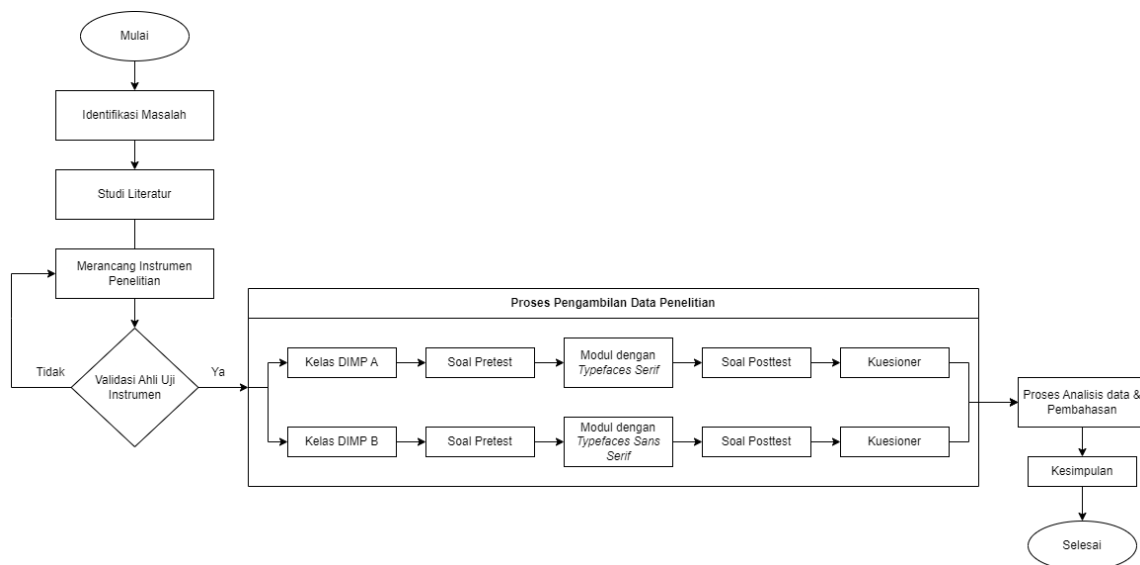 Mulai
Identifikasi Masalah
Studi Literatur
Merancang Instrumen
Penelitian
Tidak
Validasi Ahli Uji
Instrumen
Ya
Proses Pengambilan Data Penelitian
Kelas DIMP A
Soal Pretest
Modul dengan
Typefaces Serif
Soal Posttest
Kuesioner
Kelas DIMP B
Soal Pretest
Modul dengan
Typefaces Sans
Serif
Soal Posttest
Kuesioner
Proses Analisis data &
Pembahasan
Kesimpulan
Selesai